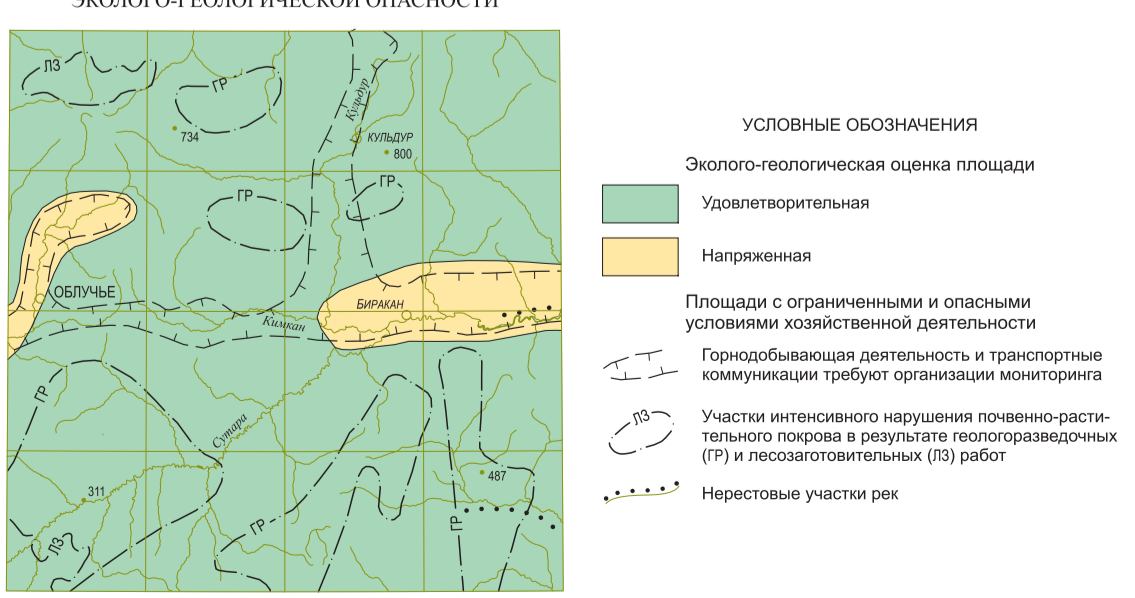 ЭКОЛОГО-ГЕОЛОГИЧЕСКОЙ ОПАСНОСТИ
ЛЗ
ГР
734
Кульдур
КУЛЬДУР
800
ГР
ГР
ОБЛУЧЬЕ
БИРАКАН
Кимкан
ГР
Сутара
487
311
ГР
ГР
ЛЗ
УСЛОВНЫЕ ОБОЗНАЧЕНИЯ
Эколого-геологическая оценка площади
Удовлетворительная
Напряженная
Площади с ограниченными и опасными
условиями хозяйственной деятельности
Горнодобывающая деятельность и транспортные
коммуникации требуют организации мониторинга
ЛЗ
Участки интенсивного нарушения почвенно-расти-
тельного покрова в результате геологоразведочных
(ГР) и лесозаготовительных (ЛЗ) работ
Нерестовые участки рек